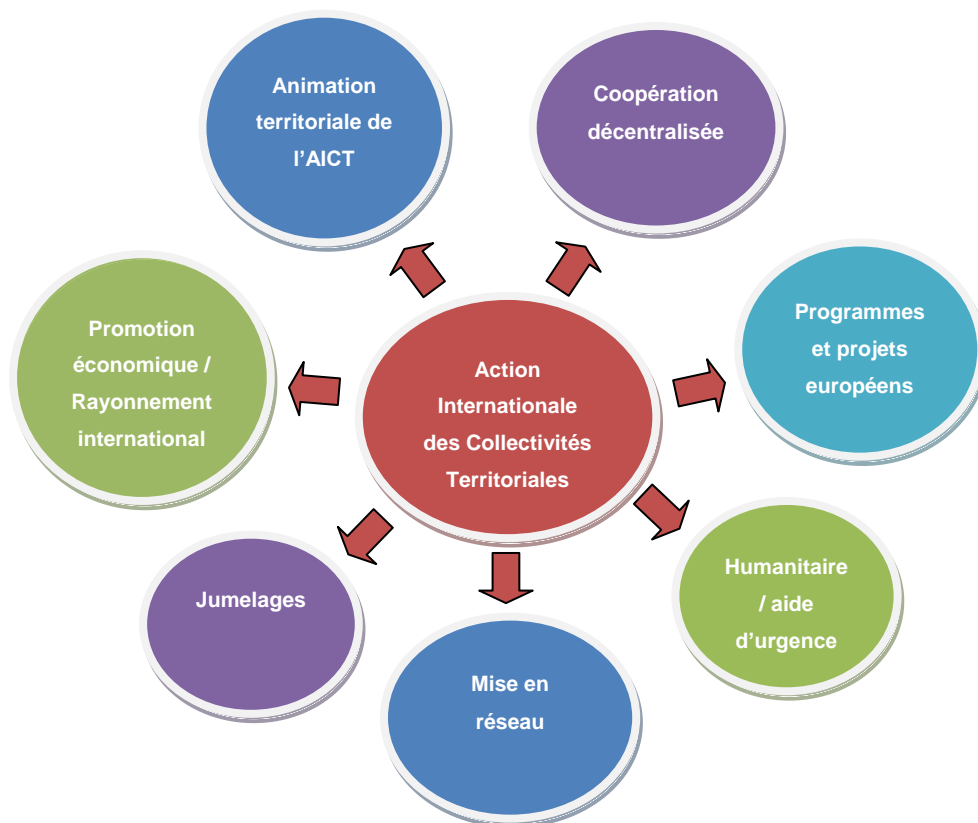 Animation
territoriale de
l’AICT
Coopération
décentralisée
Promotion
économique /
Rayonnement
international
Action
Internationale
des Collectivités
Territoriales
Programmes
et projets
européens
Jumelages
Mise en
réseau
Humanitaire
/ aide
d’urgence